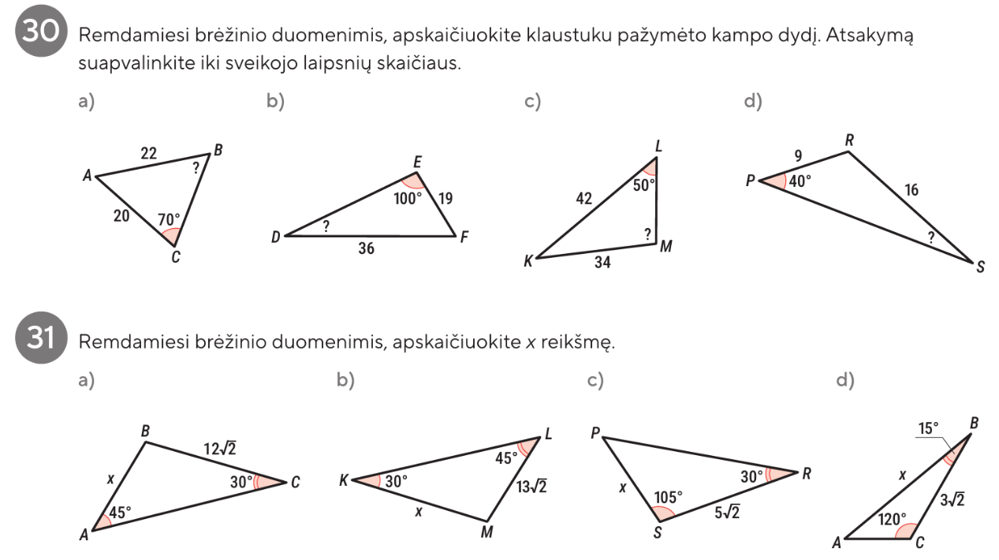 30 Remdamiesi brėžinio duomenimis, apskaičiuokite klaustuku pažymėto kampo dydį. Atsakymą
suapvalinkite iki sveikojo laipsnių skaičiaus.
a) b) c) d)
A 22 B ? 20 70° C
D ? E 100° 19 36 F
L 50° 42 ? M K 34
R 9 P 40° 16 ? S
31 Remdamiesi brėžinio duomenimis, apskaičiuokite x reikšmę.
a) b) c) d)
B 12√2 x 30° C 45° A
L 45° K 30° 13√2 x M
P 30° R x 105° 5√2 S
15° B x 3√2 120° A C